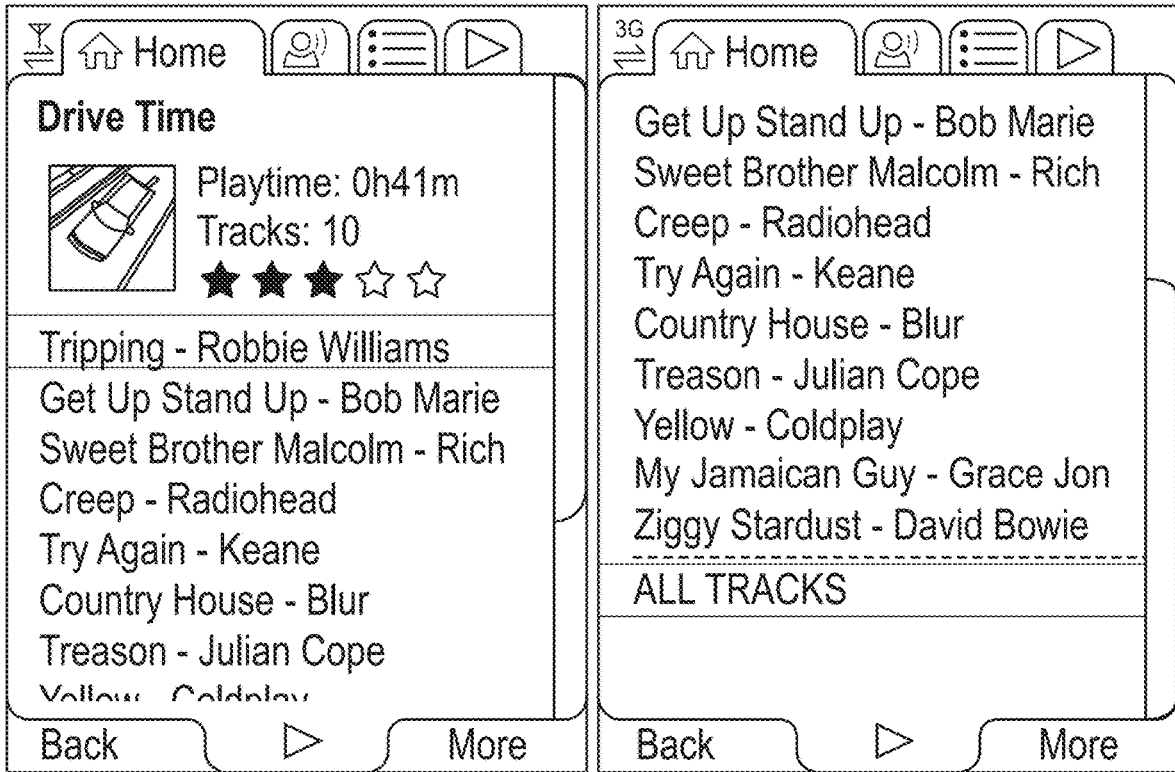 Home
Drive Time
Playtime: 0h41m
Tracks: 10
Tripping - Robbie Williams
Get Up Stand Up - Bob Marie
Sweet Brother Malcolm - Rich
Creep - Radiohead
Try Again - Keane
Country House - Blur
Treason - Julian Cope
Yellow - Coldplay
Back More
3G Home
Get Up Stand Up - Bob Marie
Sweet Brother Malcolm - Rich
Creep - Radiohead
Try Again - Keane
Country House - Blur
Treason - Julian Cope
Yellow - Coldplay
My Jamaican Guy - Grace Jon
Ziggy Stardust - David Bowie
ALL TRACKS
Back More